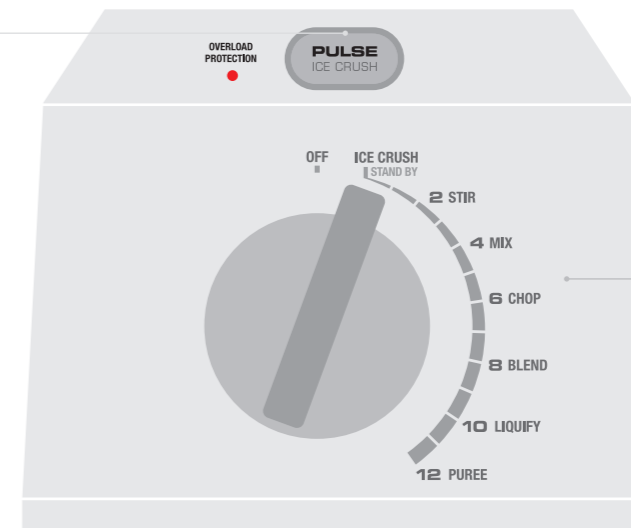 OVERLOAD
PROTECTION
PULSE
ICE CRUSH
OFF
ICE CRUSH
STAND BY
2 STIR
4 MIX
6 CHOP
8 BLEND
10 LIQUIFY
12 PUREE